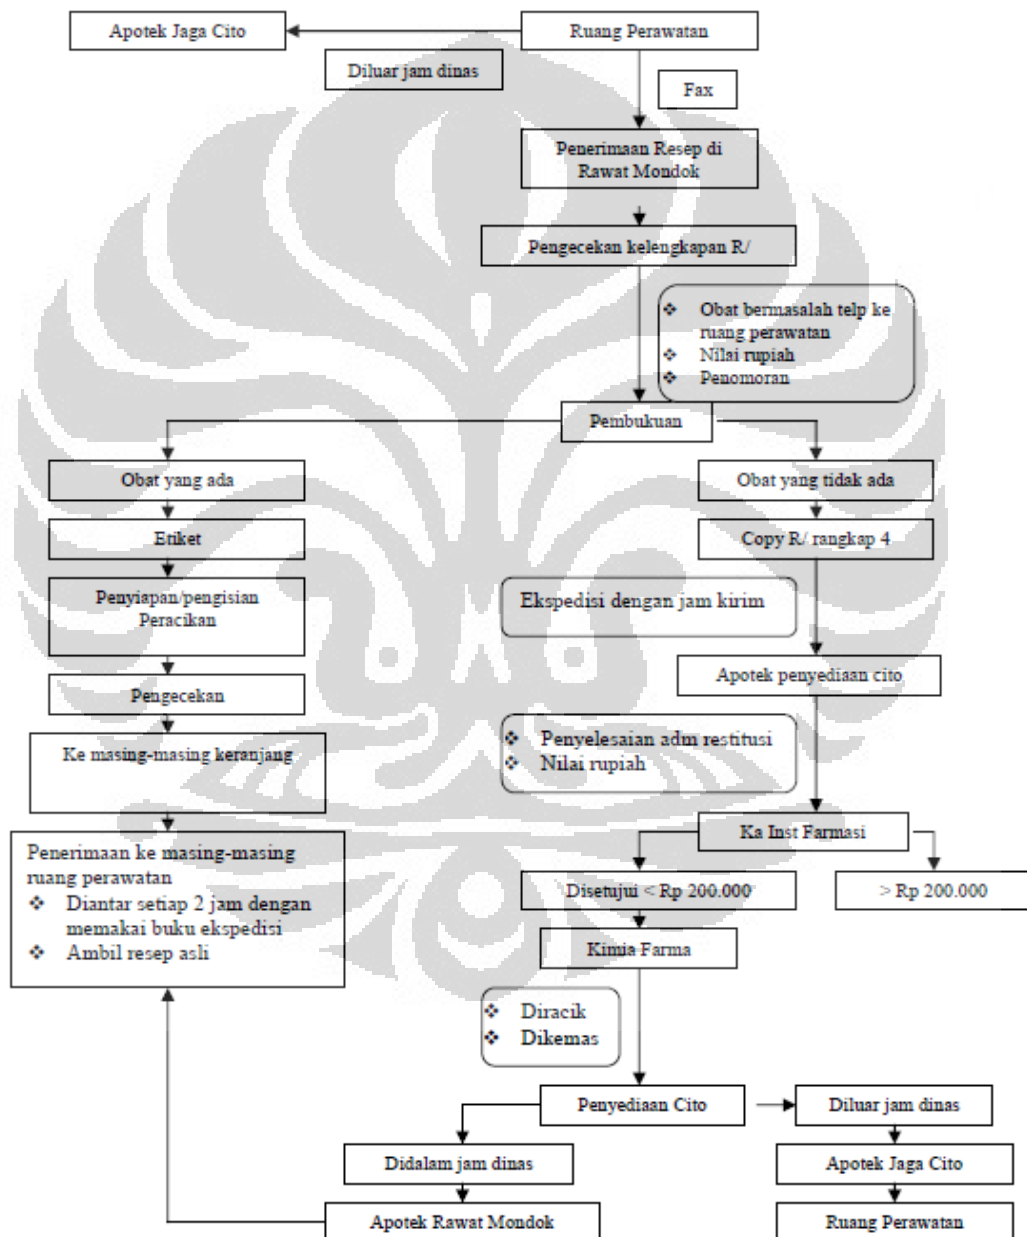 Apotek Jaga Cito
Ruang Perawatan
Diluar jam dinas
Fax
Penerimaan Resep di
Rawat Mondok
Pengecekan kelengkapan R/
❖ Obat bermasalah telp ke
ruang perawatan
❖ Nilai rupiah
❖ Penomoran
Pembukuan
Obat yang ada
Obat yang tidak ada
Etiket
Copy R/ rangkap 4
Penyiapan/pengisian
Peracikan
Ekspedisi dengan jam kirim
Apotek penyediaan cito
Pengecekan
❖ Penyelesaian adm restitusi
❖ Nilai rupiah
Ke masing-masing keranjang
Ka Inst Farmasi
Penerimaan ke masing-masing
ruang perawatan
❖ Diantar setiap 2 jam dengan
memakai buku ekspedisi
❖ Ambil resep asli
Disetujui < Rp 200.000
> Rp 200.000
Kimia Farma
❖ Diracik
❖ Dikemas
Penyediaan Cito
Diluar jam dinas
Didalam jam dinas
Apotek Jaga Cito
Apotek Rawat Mondok
Ruang Perawatan